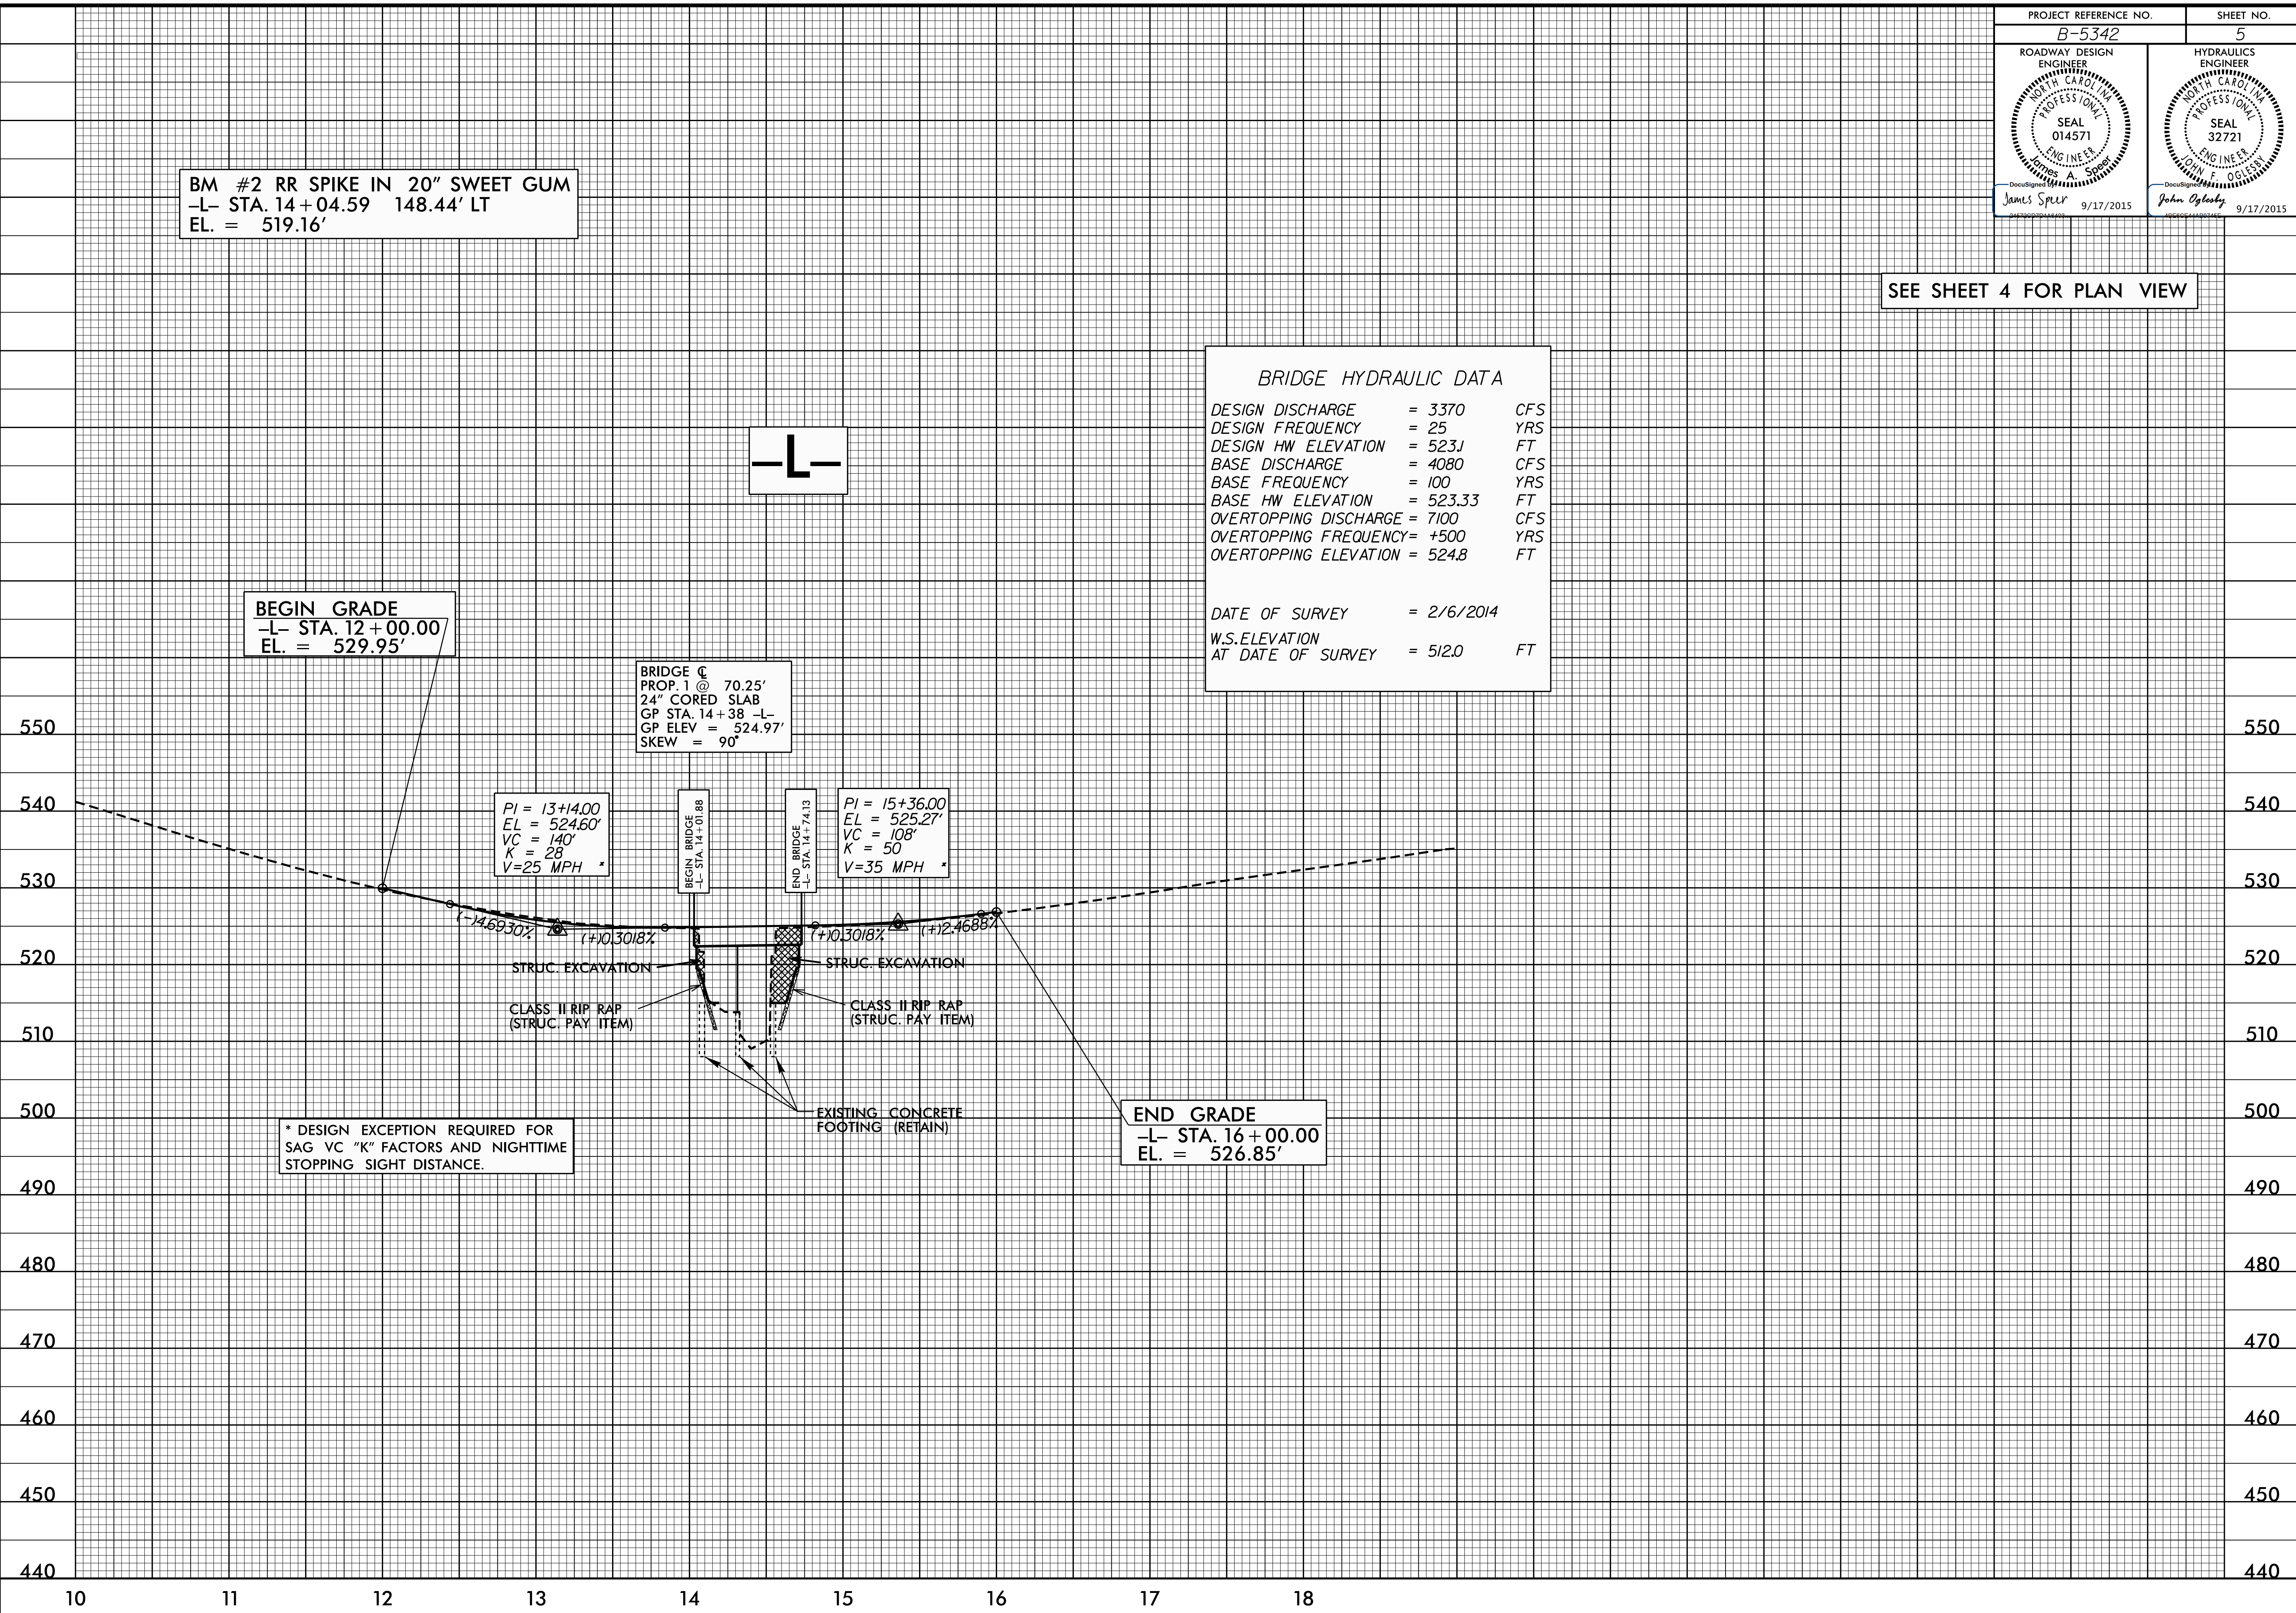 PROJECT REFERENCE NO.
SHEET NO.
B-5342
5
ROADWAY DESIGN
ENGINEER
HYDRAULICS
ENGINEER
NORTH CAROLINA
PROFESSIONAL
SEAL
014571
ENGINEER
James A. Speer
NORTH CAROLINA
PROFESSIONAL
SEAL
32721
ENGINEER
JOHN F. OGLESBY
DocuSigned by:
James Speer
9/17/2015
DocuSigned by:
John Oglesby
9/17/2015
BM #2 RR SPIKE IN 20" SWEET GUM
-L- STA. 14+04.59 148.44' LT
EL. = 519.16'
SEE SHEET 4 FOR PLAN VIEW
-L-
BRIDGE HYDRAULIC DATA
DESIGN DISCHARGE = 3370 CFS
DESIGN FREQUENCY = 25 YRS
DESIGN HW ELEVATION = 523.1 FT
BASE DISCHARGE = 4080 CFS
BASE FREQUENCY = 100 YRS
BASE HW ELEVATION = 523.33 FT
OVERTOPPING DISCHARGE = 7100 CFS
OVERTOPPING FREQUENCY = +500 YRS
OVERTOPPING ELEVATION = 524.8 FT
DATE OF SURVEY = 2/6/2014
W.S. ELEVATION
AT DATE OF SURVEY = 512.0 FT
BEGIN GRADE
-L- STA. 12+00.00
EL. = 529.95'
BRIDGE ℄
PROP. 1 @ 70.25'
24" CORED SLAB
GP STA. 14+38 -L-
GP ELEV = 524.97'
SKEW = 90°
PI = 13+14.00
EL = 524.60'
VC = 140'
K = 28
V=25 MPH *
BEGIN BRIDGE
-L- STA. 14+01.88
END BRIDGE
-L- STA. 14+74.13
PI = 15+36.00
EL = 525.27'
VC = 108'
K = 50
V=35 MPH *
(-)4.6930%
(+)0.3018%
(+)0.3018%
(+)2.4688%
STRUC. EXCAVATION
STRUC. EXCAVATION
CLASS II RIP RAP
(STRUC. PAY ITEM)
CLASS II RIP RAP
(STRUC. PAY ITEM)
EXISTING CONCRETE
FOOTING (RETAIN)
* DESIGN EXCEPTION REQUIRED FOR
SAG VC "K" FACTORS AND NIGHTTIME
STOPPING SIGHT DISTANCE.
END GRADE
-L- STA. 16+00.00
EL. = 526.85'
550 550
540 540
530 530
520 520
510 510
500 500
490 490
480 480
470 470
460 460
450 450
440 440
10 11 12 13 14 15 16 17 18